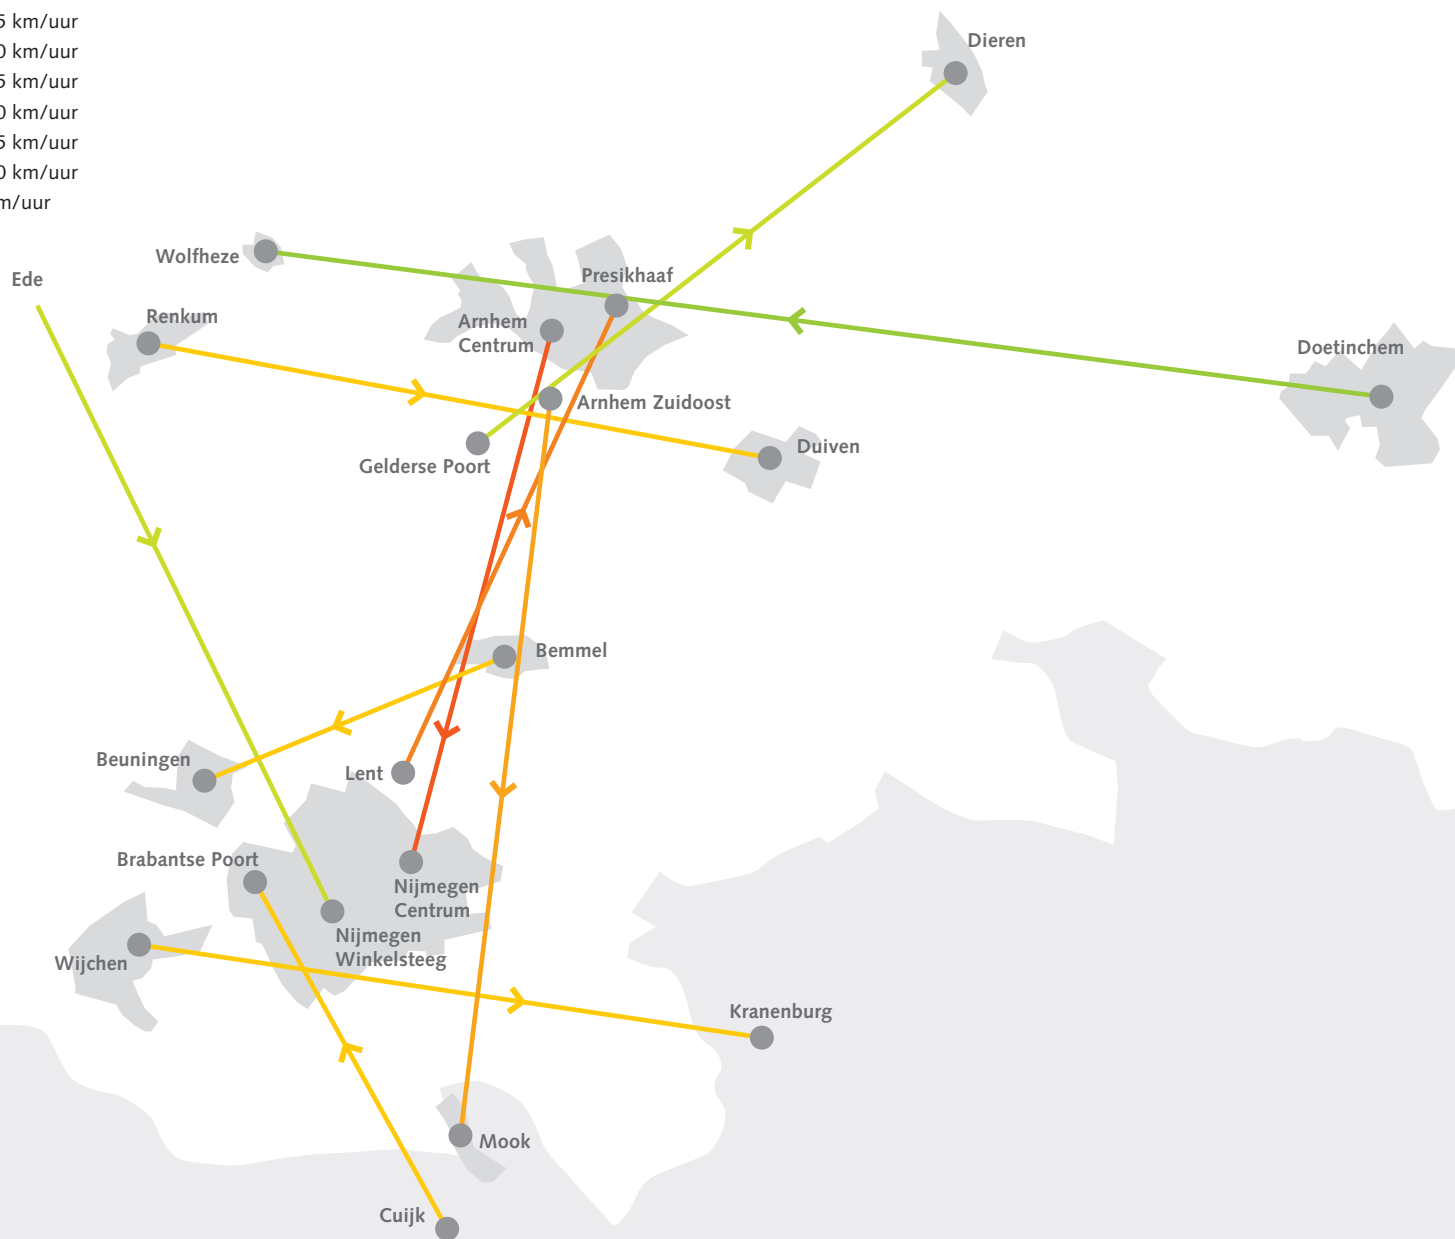 5 km/uur
0 km/uur
5 km/uur
0 km/uur
5 km/uur
0 km/uur
m/uur
Dieren
Wolfheze
Ede
Presikhaaf
Renkum
Arnhem
Centrum
Doetinchem
Arnhem Zuidoost
Duiven
Gelderse Poort
Bemmel
Beuningen
Lent
Brabantse Poort
Nijmegen
Centrum
Nijmegen
Winkelsteeg
Wijchen
Kranenburg
Mook
Cuijk